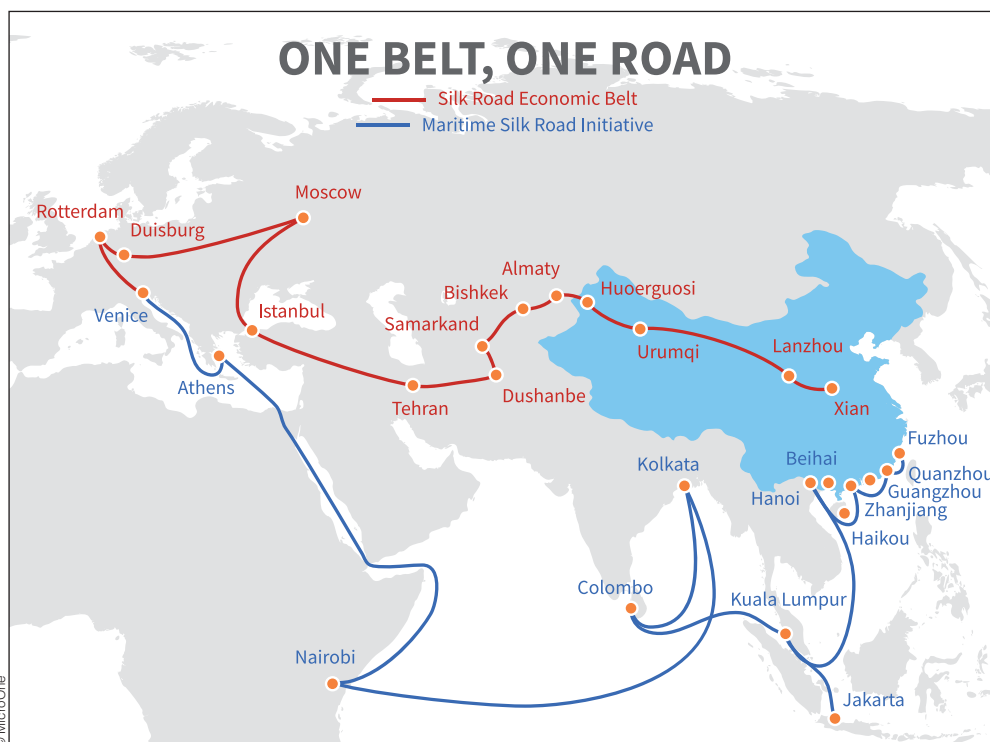 ONE BELT, ONE ROAD
Silk Road Economic Belt
Maritime Silk Road Initiative
Moscow
Rotterdam
Duisburg
Almaty
Huoerguosi
Bishkek
Venice
Istanbul
Samarkand
Urumqi
Lanzhou
Athens
Tehran
Dushanbe
Xian
Fuzhou
Kolkata
Beihai
Quanzhou
Hanoi
Guangzhou
Zhanjiang
Haikou
Colombo
Kuala Lumpur
Nairobi
Jakarta
© MicroOne